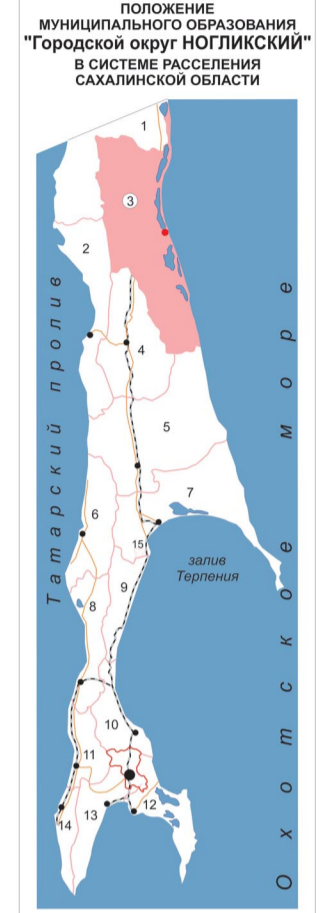 ПОЛОЖЕНИЕ
МУНИЦИПАЛЬНОГО ОБРАЗОВАНИЯ
"Городской округ НОГЛИКСКИЙ"
В СИСТЕМЕ РАССЕЛЕНИЯ
САХАЛИНСКОЙ ОБЛАСТИ
1
3
2
Татарский пролив
4
Охотское море
5
7
6
15
залив
Терпения
9
8
10
11
12
13
14